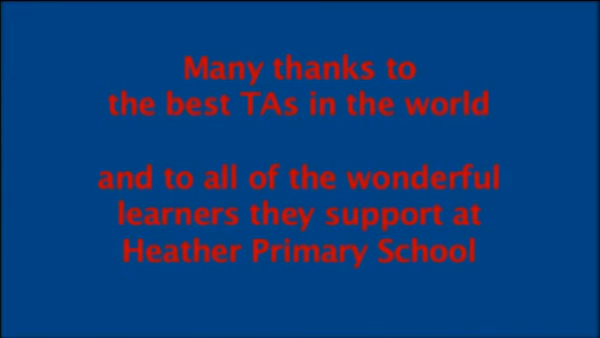 Many thanks to
the best TAs in the world
and to all of the wonderful
learners they support at
Heather Primary School